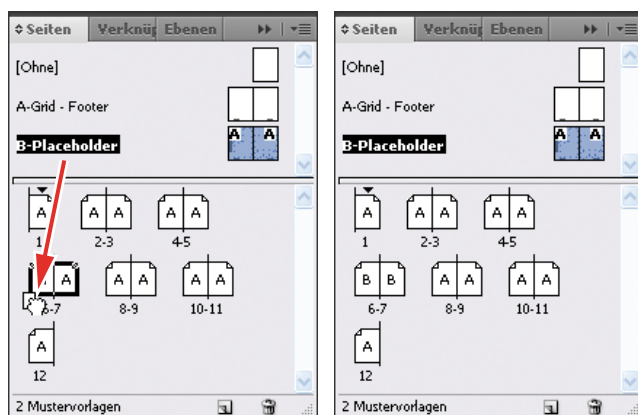 Seiten Verknüp Ebenen
[Ohne]
A-Grid - Footer
A A
B-Placeholder
A A A A A
1 2-3 4-5
A A A A A
6-7 8-9 10-11
A
12
2 Mustervorlagen
Seiten Verknüp Ebenen
[Ohne]
A-Grid - Footer
A A
B-Placeholder
A A A A A
1 2-3 4-5
B B A A A A
6-7 8-9 10-11
A
12
2 Mustervorlagen